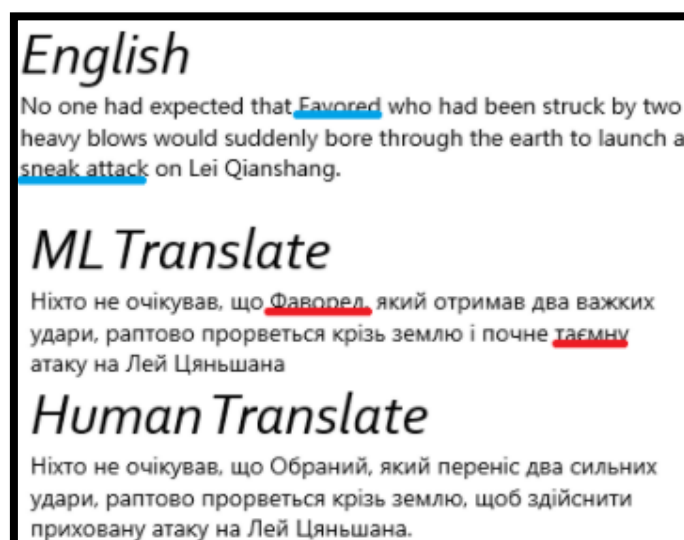 English
No one had expected that Favored who had been struck by two
heavy blows would suddenly bore through the earth to launch a
sneak attack on Lei Qianshang.
ML Translate
Ніхто не очікував, що Фаворед, який отримав два важких
удари, раптово прорветься крізь землю і почне таємну
атаку на Лей Цяньшана
Human Translate
Ніхто не очікував, що Обраний, який переніс два сильних
удари, раптово прорветься крізь землю, щоб здійснити
приховану атаку на Лей Цяньшана.